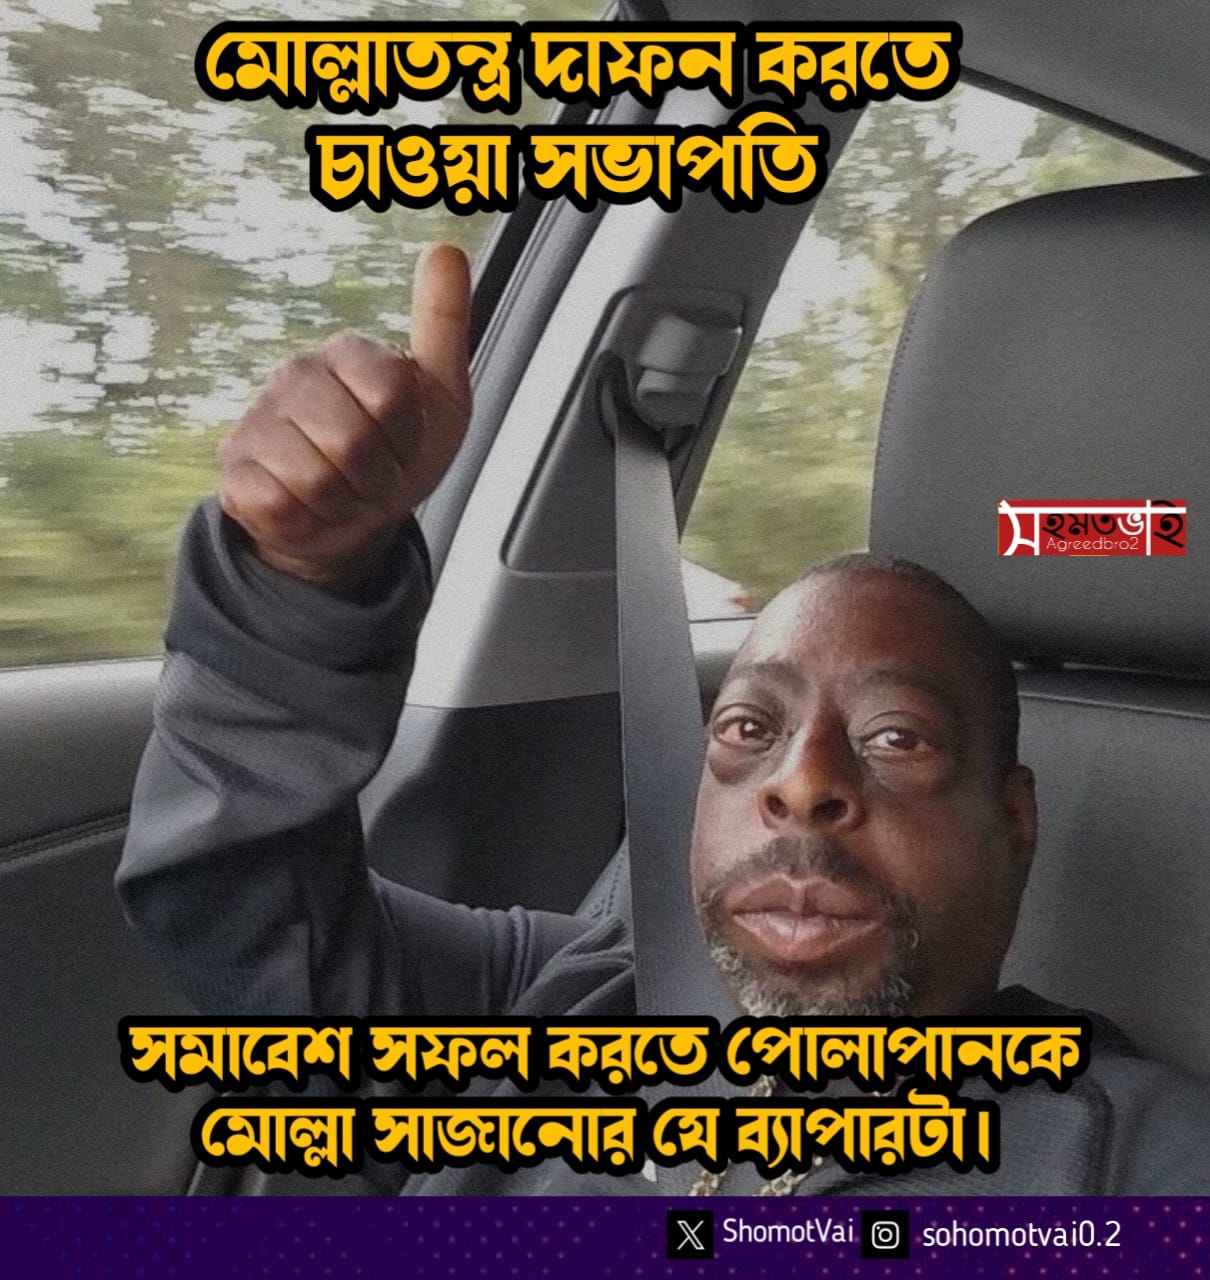 মোল্লাতন্ত্র দাফন করতে
চাওয়া সভাপতি
সহমতভাই
Agreedbro2
সমাবেশ সফল করতে পোলাপানকে
মোল্লা সাজানোর যে ব্যাপারটা।
ShomotVai sohomotvai0.2